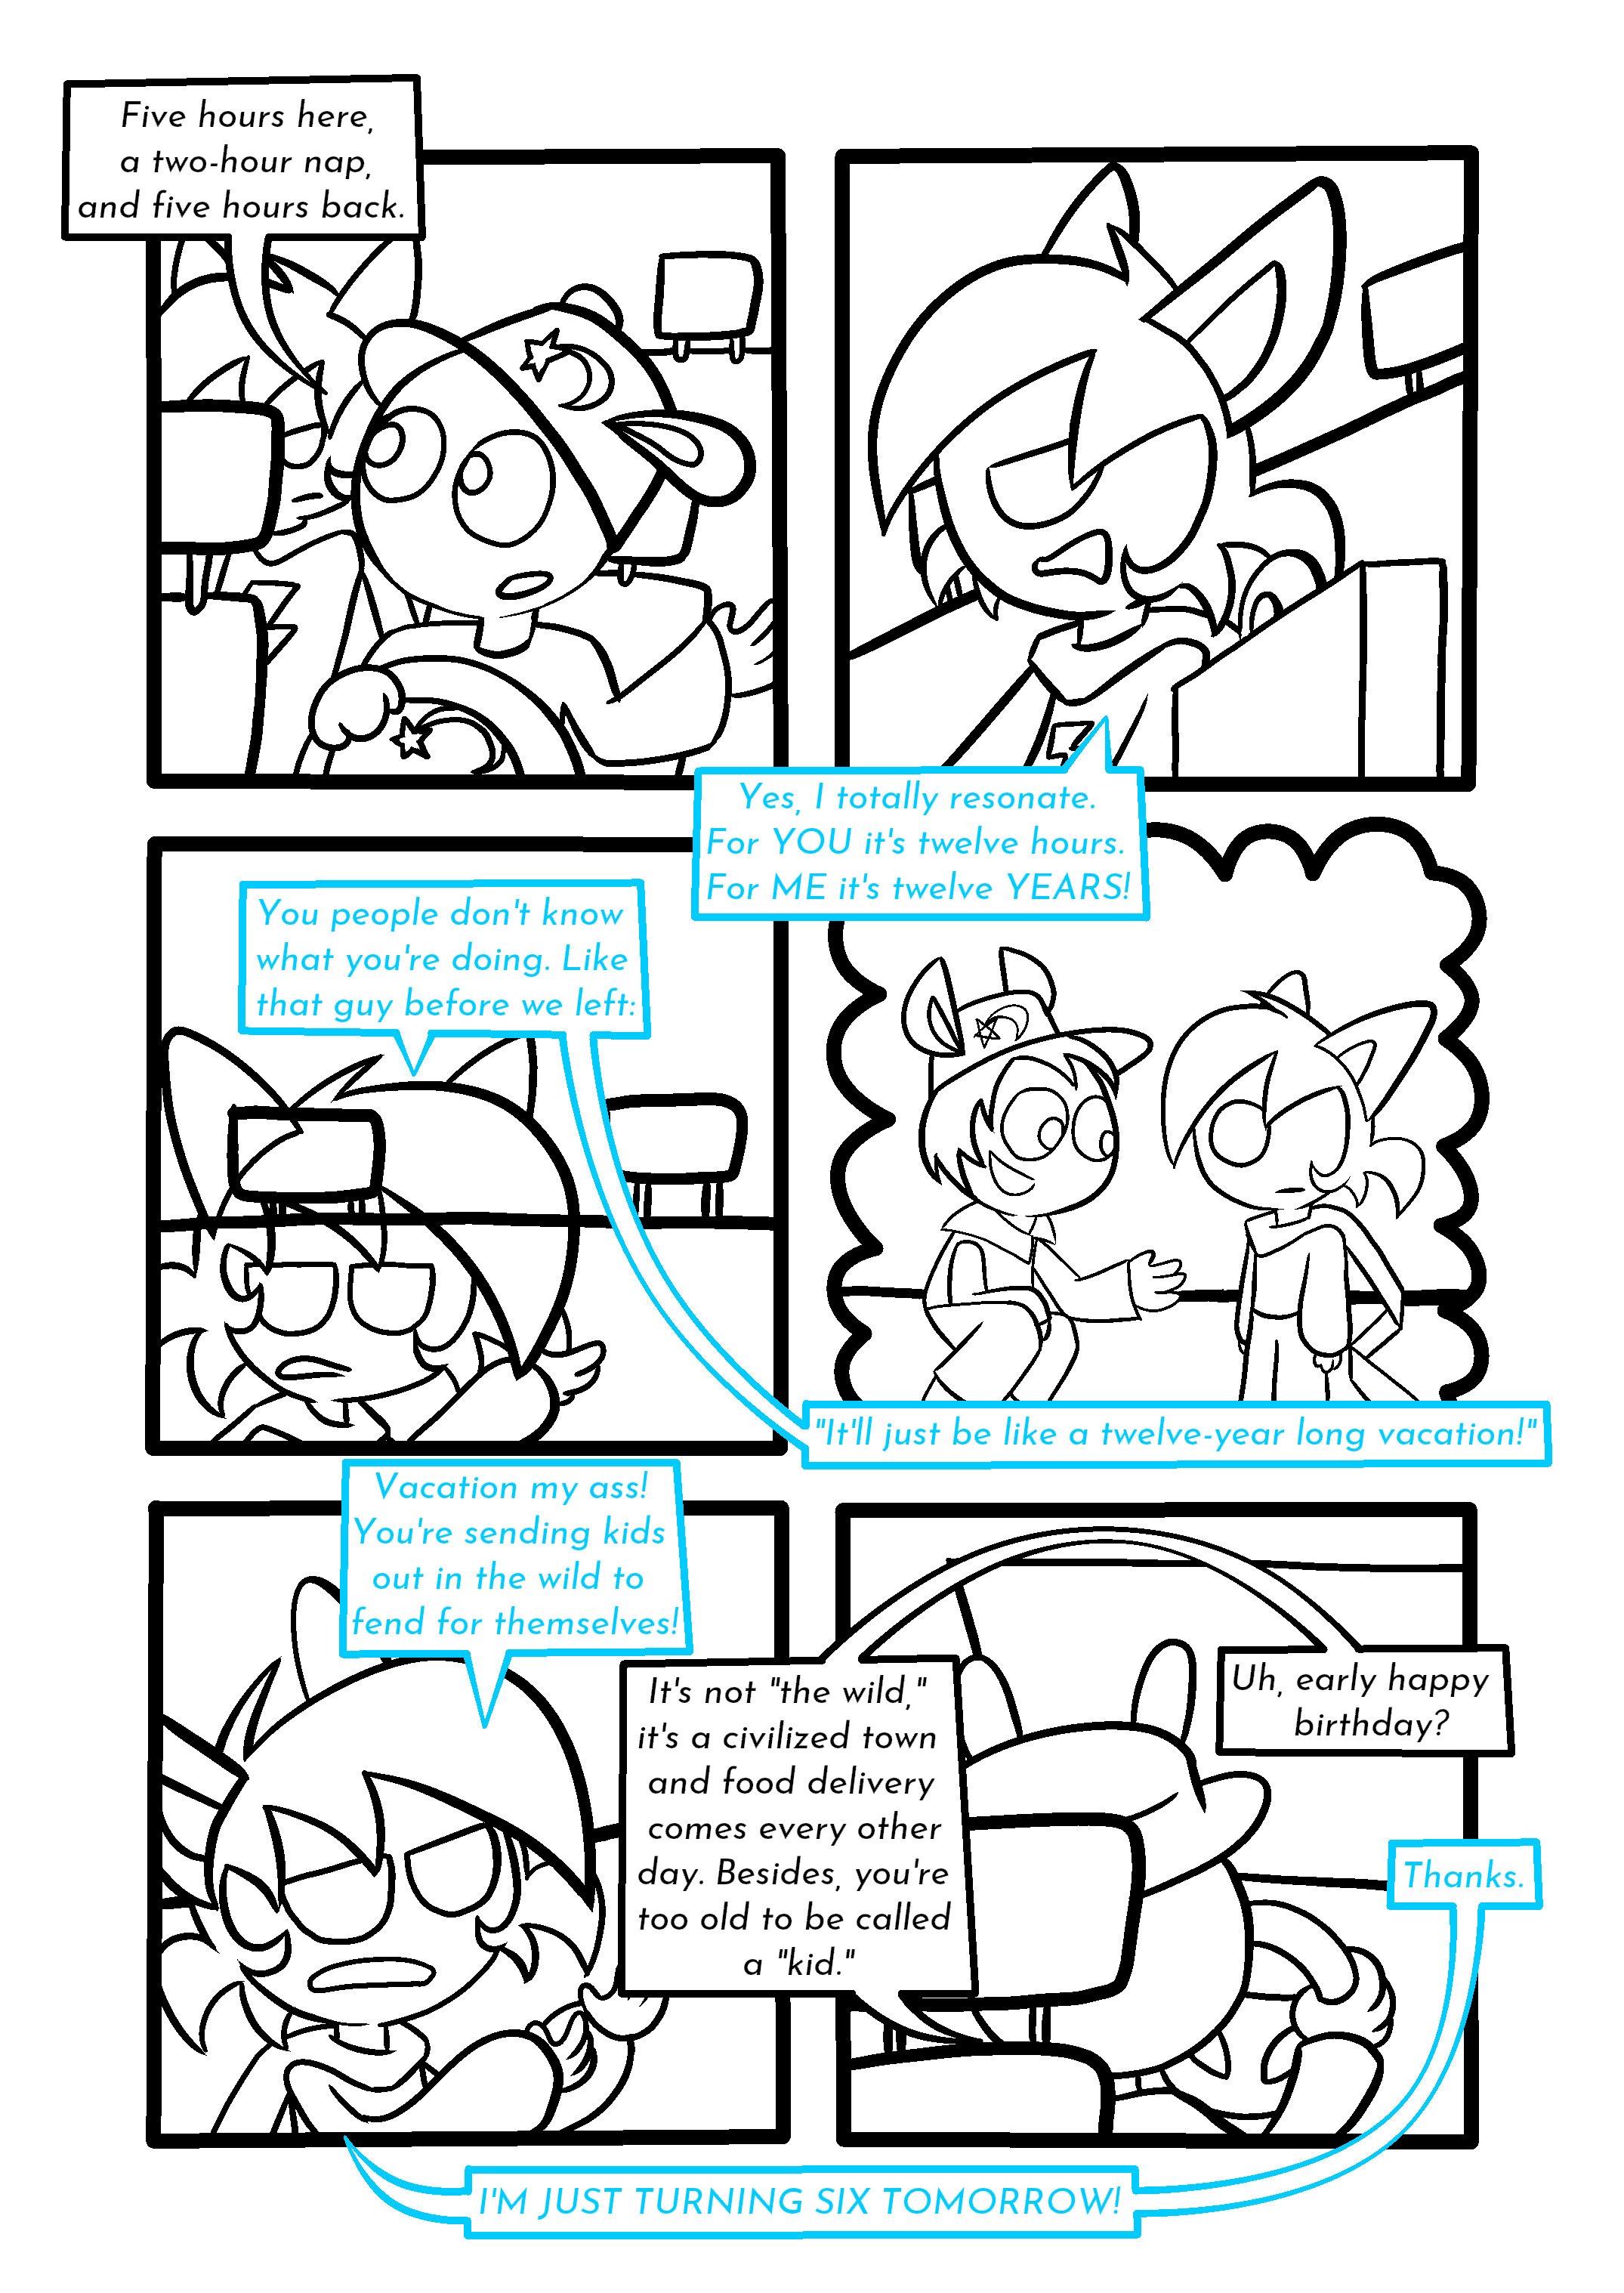 Five hours here,
a two-hour nap,
and five hours back.
Yes, I totally resonate.
For YOU it's twelve hours.
For ME it's twelve YEARS!
You people don't know
what you're doing. Like
that guy before we left:
"It'll just be like a twelve-year long vacation!"
Vacation my ass!
You're sending kids
out in the wild to
fend for themselves!
It's not "the wild,"
it's a civilized town
and food delivery
comes every other
day. Besides, you're
too old to be called
a "kid."
I'M JUST TURNING SIX TOMORROW!
Uh, early happy
birthday?
Thanks.